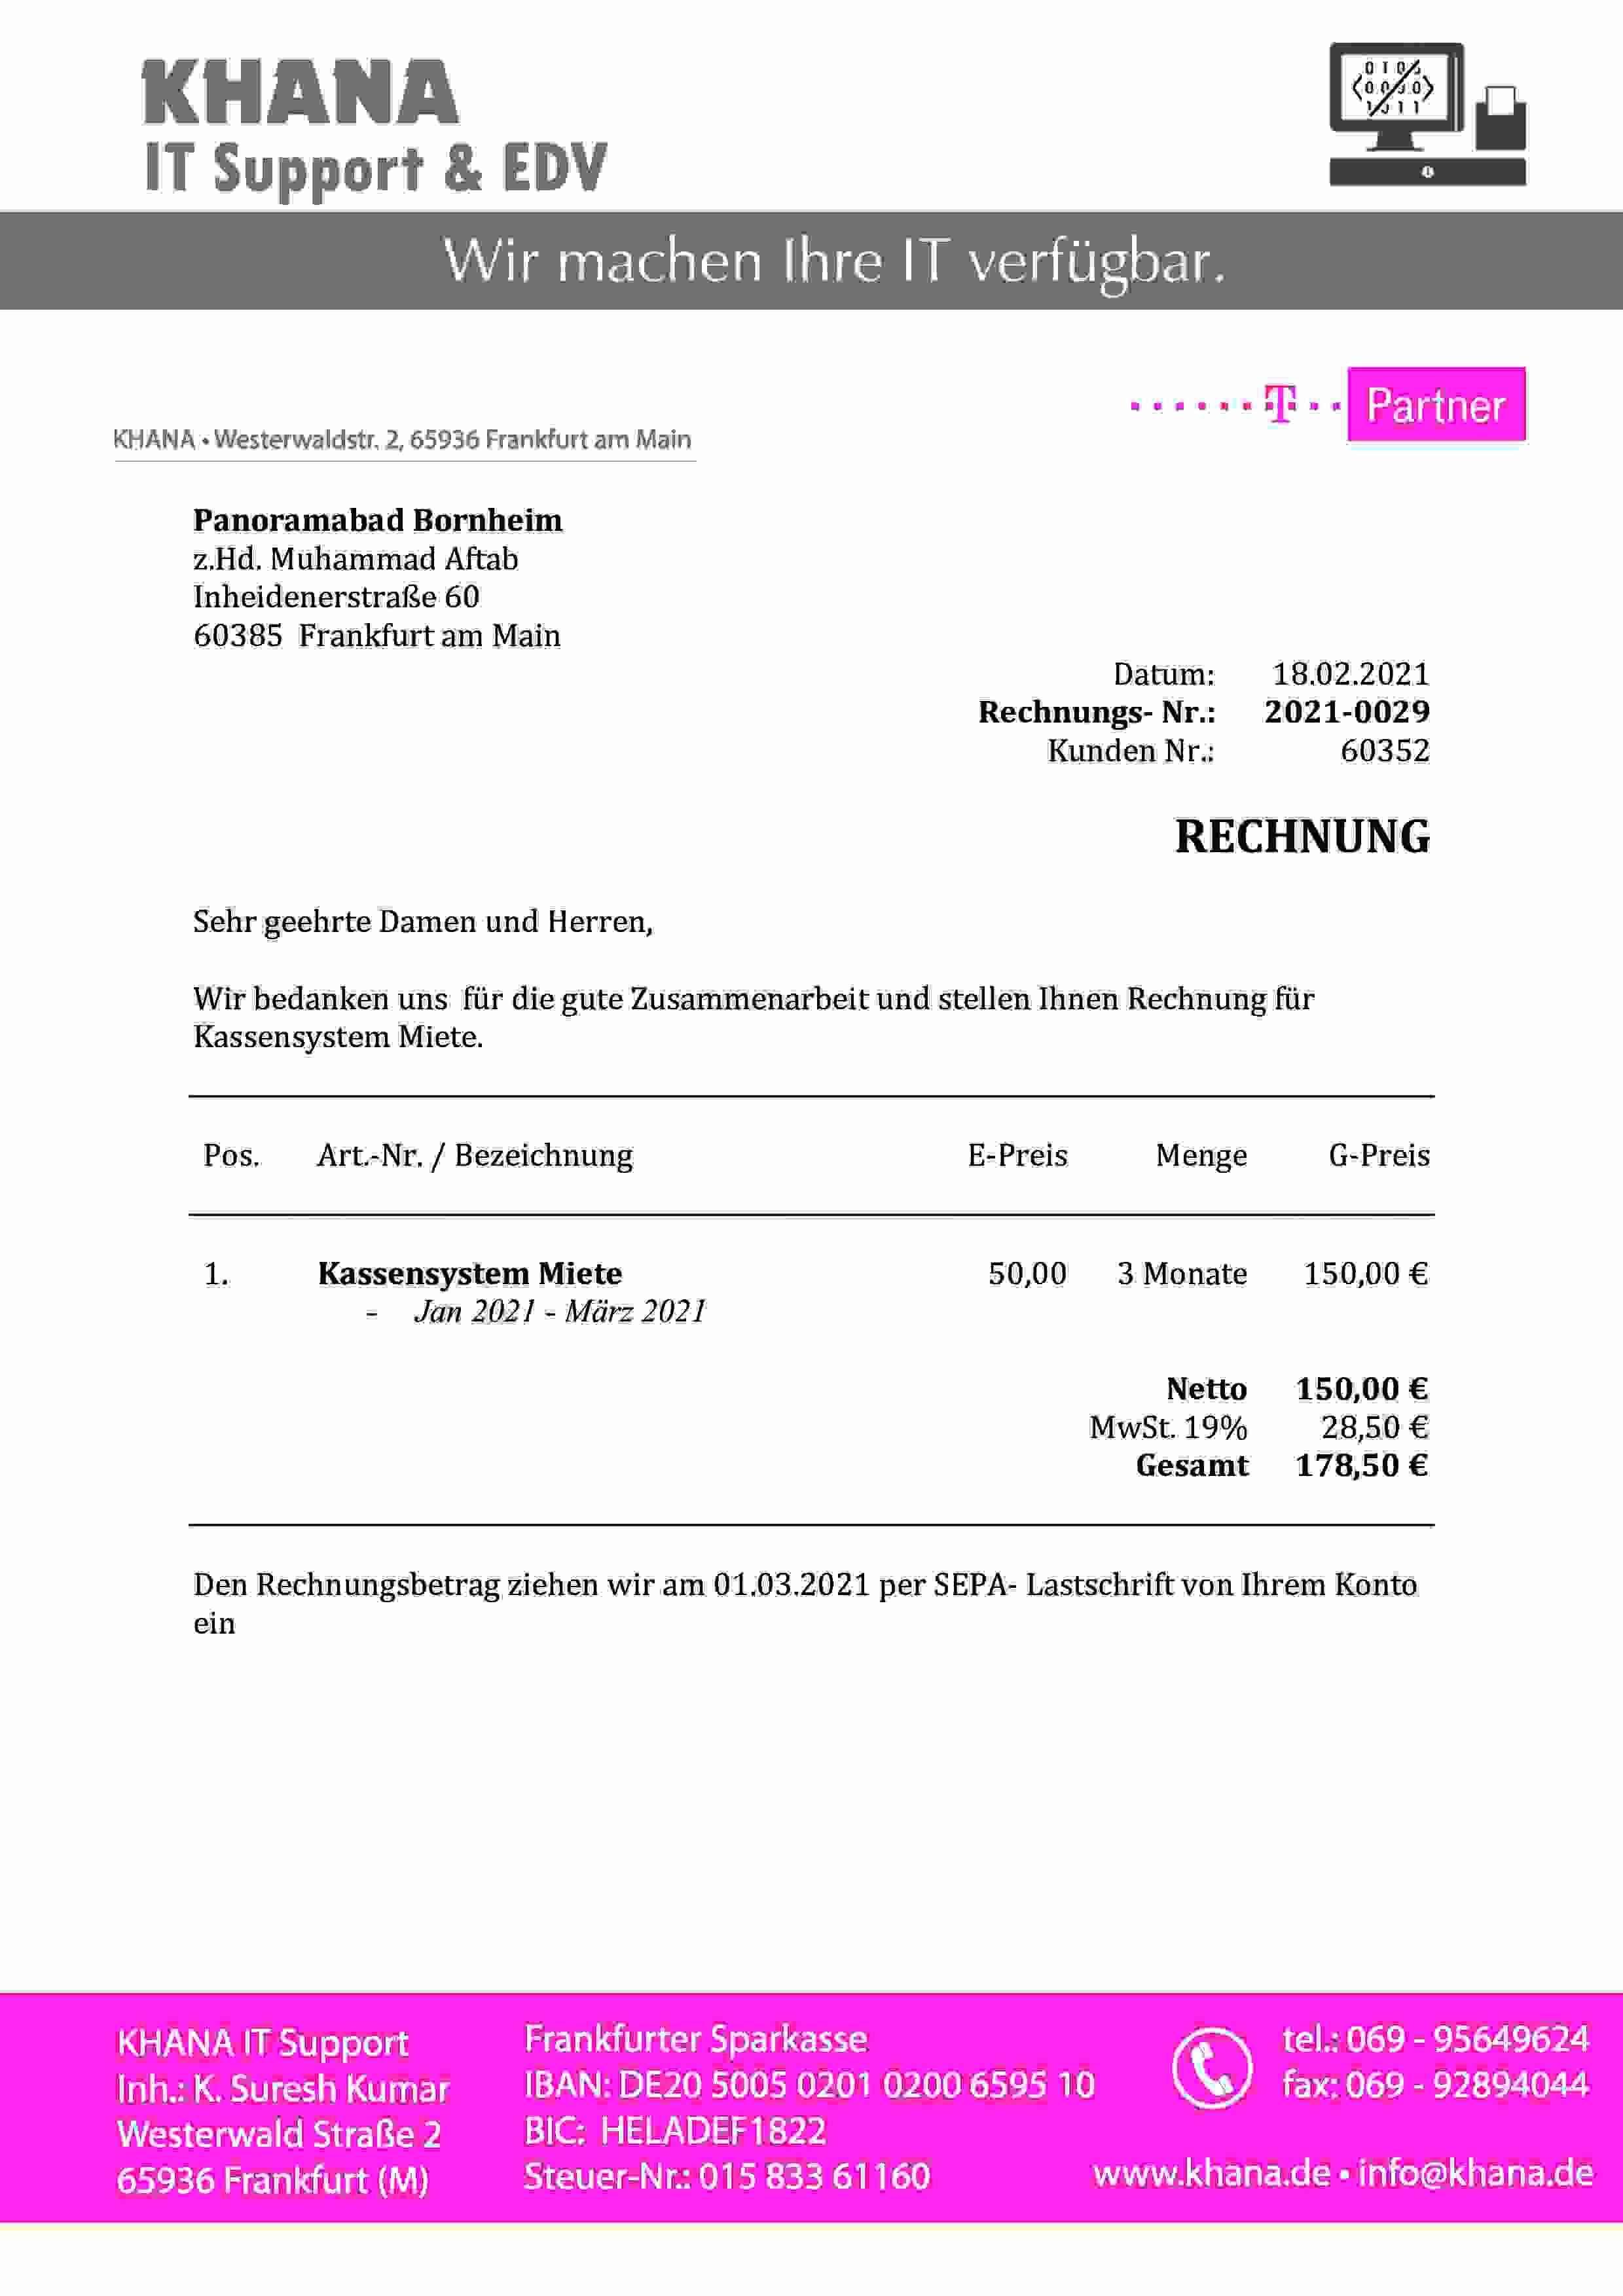 KHANA
IT Support & EDV
Wir machen Ihre IT verfügbar.
T Partner
KHANA • Westerwaldstr. 2, 65936 Frankfurt am Main
Panoramabad Bornheim
z.Hd. Muhammad Aftab
Inheidenerstraße 60
60385 Frankfurt am Main
Datum: 18.02.2021
Rechnungs- Nr.: 2021-0029
Kunden Nr.: 60352
RECHNUNG
Sehr geehrte Damen und Herren,
Wir bedanken uns für die gute Zusammenarbeit und stellen Ihnen Rechnung für
Kassensystem Miete.
Pos. Art.-Nr. / Bezeichnung E-Preis Menge G-Preis
1. Kassensystem Miete 50,00 3 Monate 150,00 €
- Jan 2021 - März 2021
Netto 150,00 €
MwSt. 19% 28,50 €
Gesamt 178,50 €
Den Rechnungsbetrag ziehen wir am 01.03.2021 per SEPA- Lastschrift von Ihrem Konto
ein
KHANA IT Support
Inh.: K. Suresh Kumar
Westerwald Straße 2
65936 Frankfurt (M)
Frankfurter Sparkasse
IBAN: DE20 5005 0201 0200 6595 10
BIC: HELADEF1822
Steuer-Nr.: 015 833 61160
tel.: 069 - 95649624
fax: 069 - 92894044
www.khana.de • info@khana.de